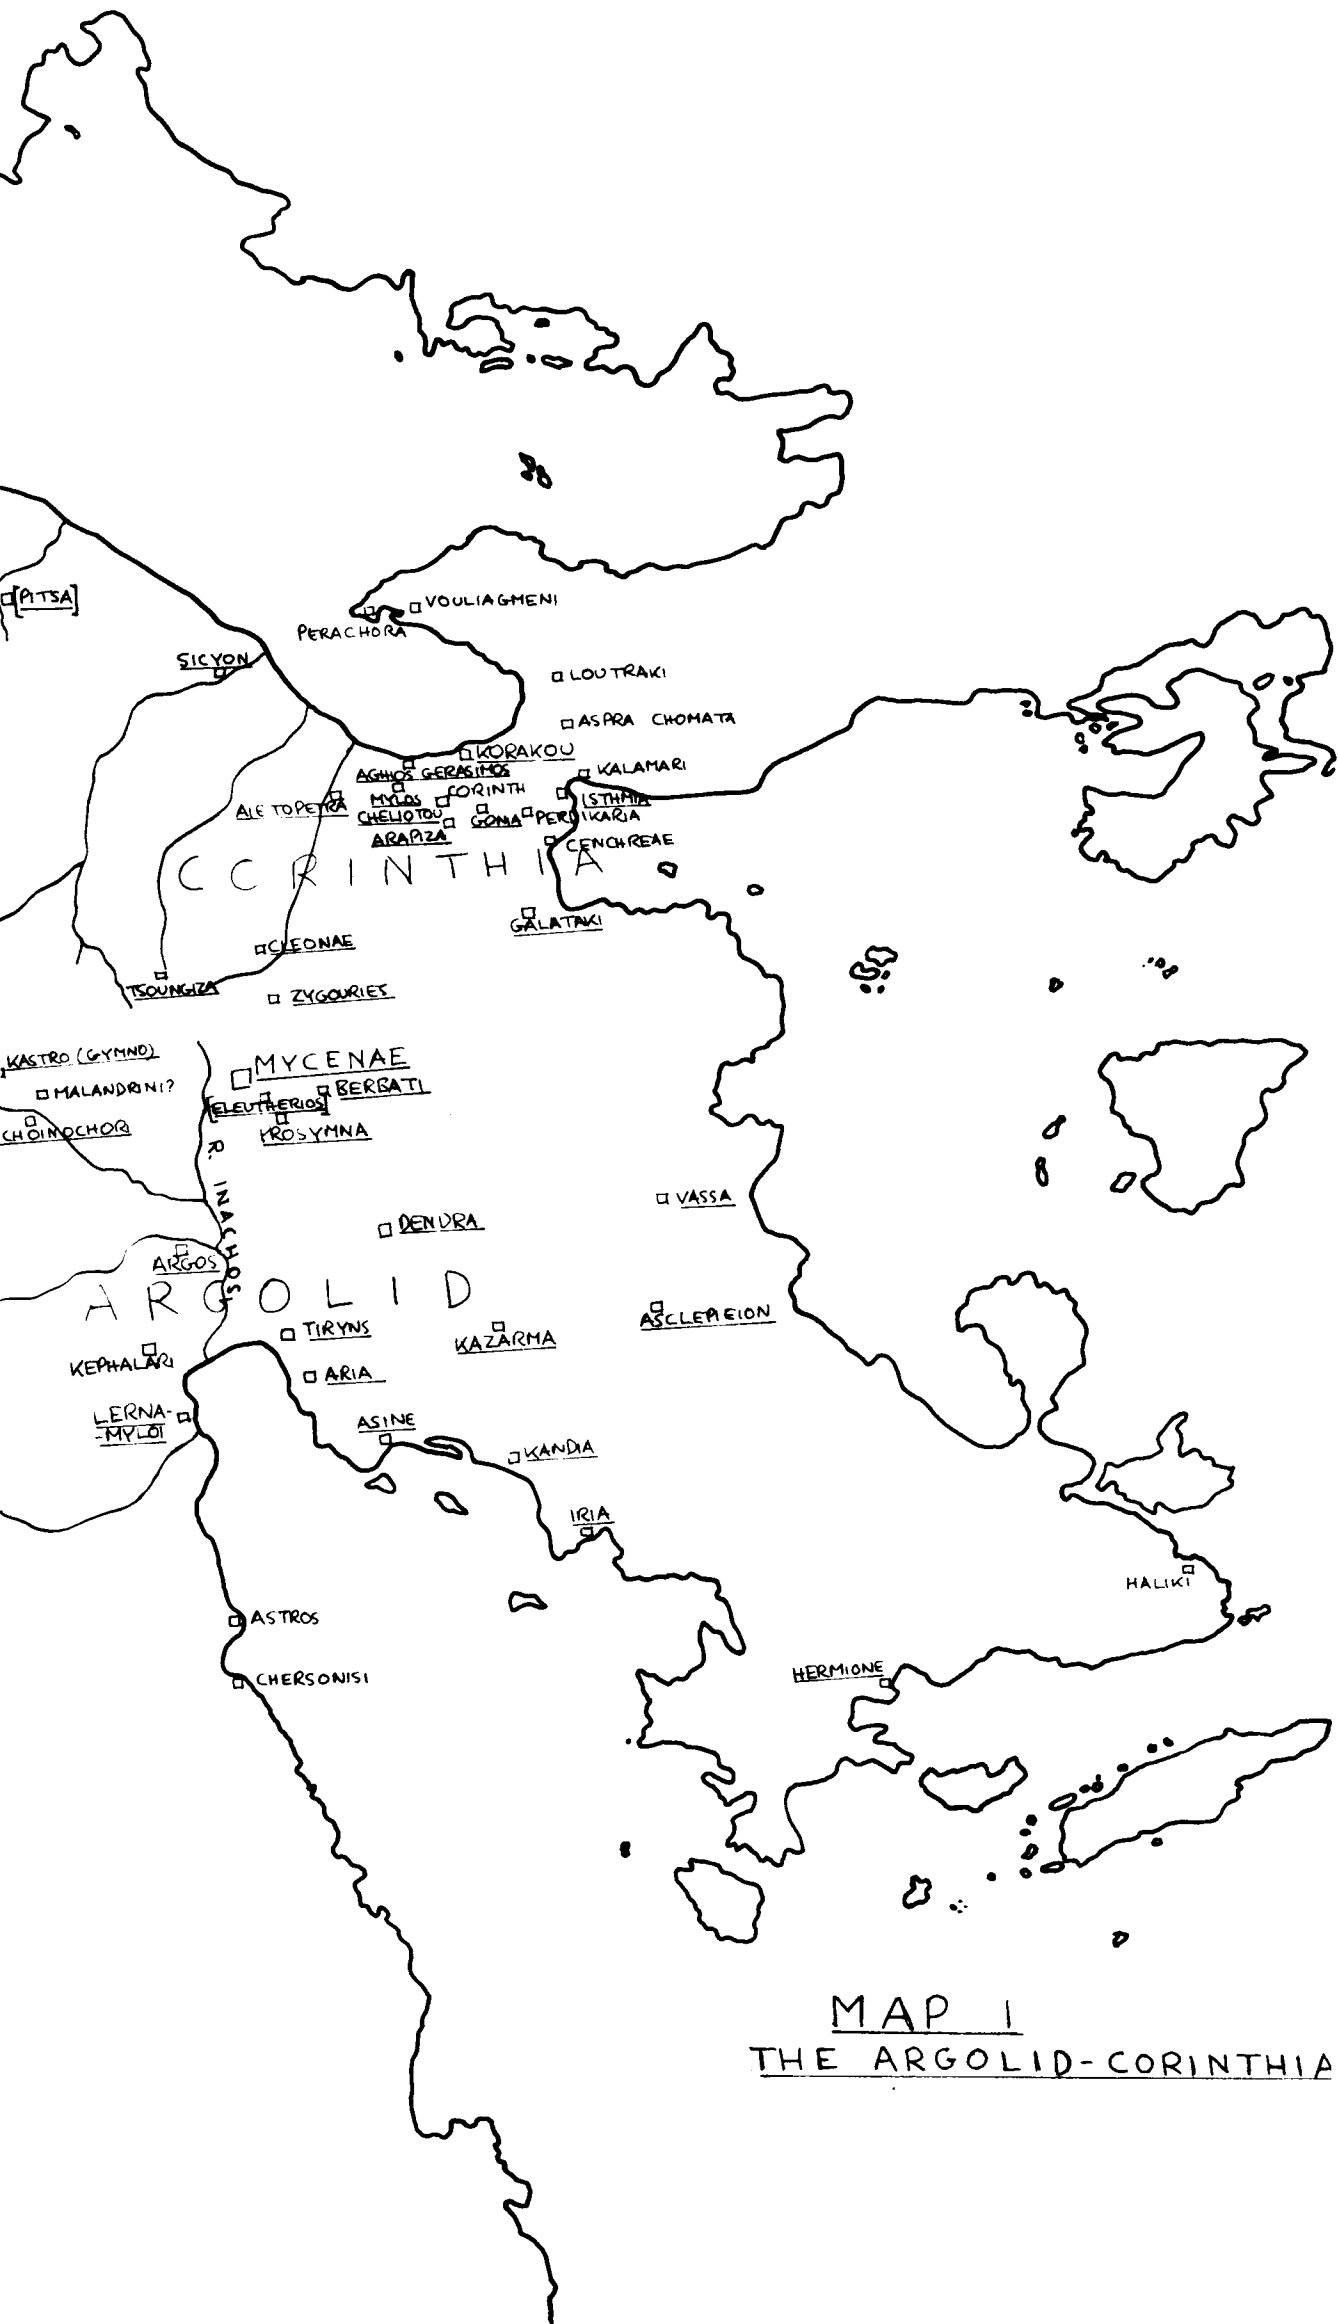 VOULIAGMENI
[PITSA]
PERACHORA
SICYON
LOUTRAKI
ASPRA CHOMATA
KORAKOU
KALAMARI
AGHIOS GERASIMOS
CORINTH
MYLOS
ISTHMIA
ALETOPETRA
CHELIOTOU
GONIA
PERDIKARIA
ARAPIZA
CENCHREAE
CORINTHIA
GALATAKI
CLEONAE
TSOUNGIZA
ZYGOURIES
KASTRO (GYMNO)
MYCENAE
MALANDRINI?
BERBATI
[ELEUTHERIOS]
CHOINOCHORI
PROSYMNA
R. INACHOS
VASSA
DENDRA
ARGOS
ARGOLID
ASCLEPIEION
TIRYNS
KAZARMA
KEPHALARI
ARIA
LERNA-
-MYLOI
ASINE
KANDIA
IRIA
HALIKI
ASTROS
HERMIONE
CHERSONISI
MAP 1
THE ARGOLID-CORINTHIA